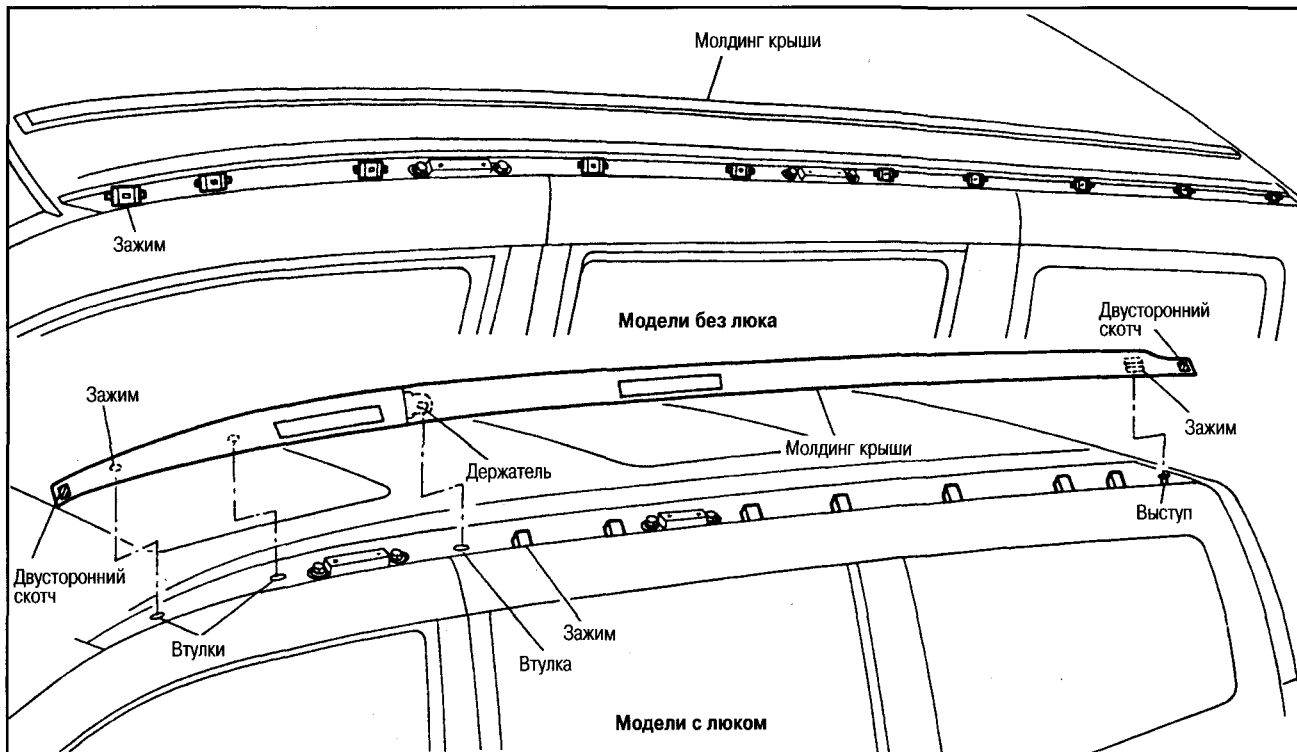 Молдинг крыши
Зажим
Модели без люка
Двусторонний
скотч
Зажим
Зажим
Молдинг крыши
Держатель
Выступ
Двусторонний
скотч
Зажим
Втулки
Втулка
Модели с люком